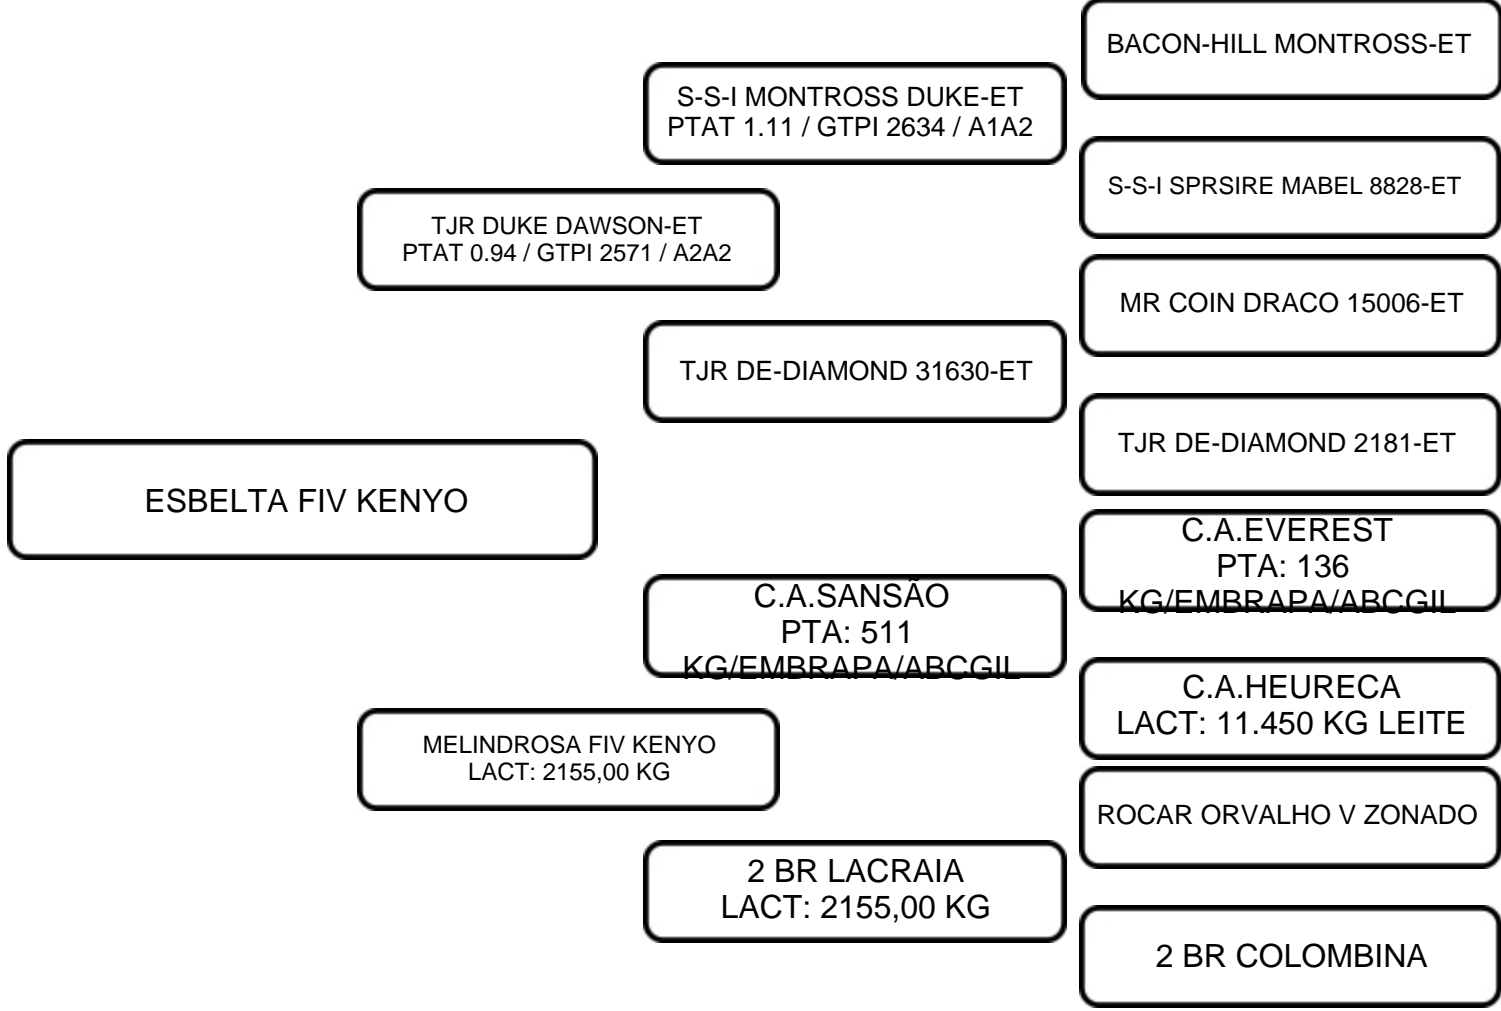 BACON-HILL MONTROSS-ET
S-S-I MONTROSS DUKE-ET
PTAT 1.11 / GTPI 2634 / A1A2
S-S-I SPRSIRE MABEL 8828-ET
TJR DUKE DAWSON-ET
PTAT 0.94 / GTPI 2571 / A2A2
MR COIN DRACO 15006-ET
TJR DE-DIAMOND 31630-ET
TJR DE-DIAMOND 2181-ET
ESBELTA FIV KENYO
C.A.EVEREST
PTA: 136
KG/EMBRAPA/ABCGIL
C.A.SANSÃO
PTA: 511
KG/EMBRAPA/ABCGIL
C.A.HEURECA
LACT: 11.450 KG LEITE
MELINDROSA FIV KENYO
LACT: 2155,00 KG
ROCAR ORVALHO V ZONADO
2 BR LACRAIA
LACT: 2155,00 KG
2 BR COLOMBINA